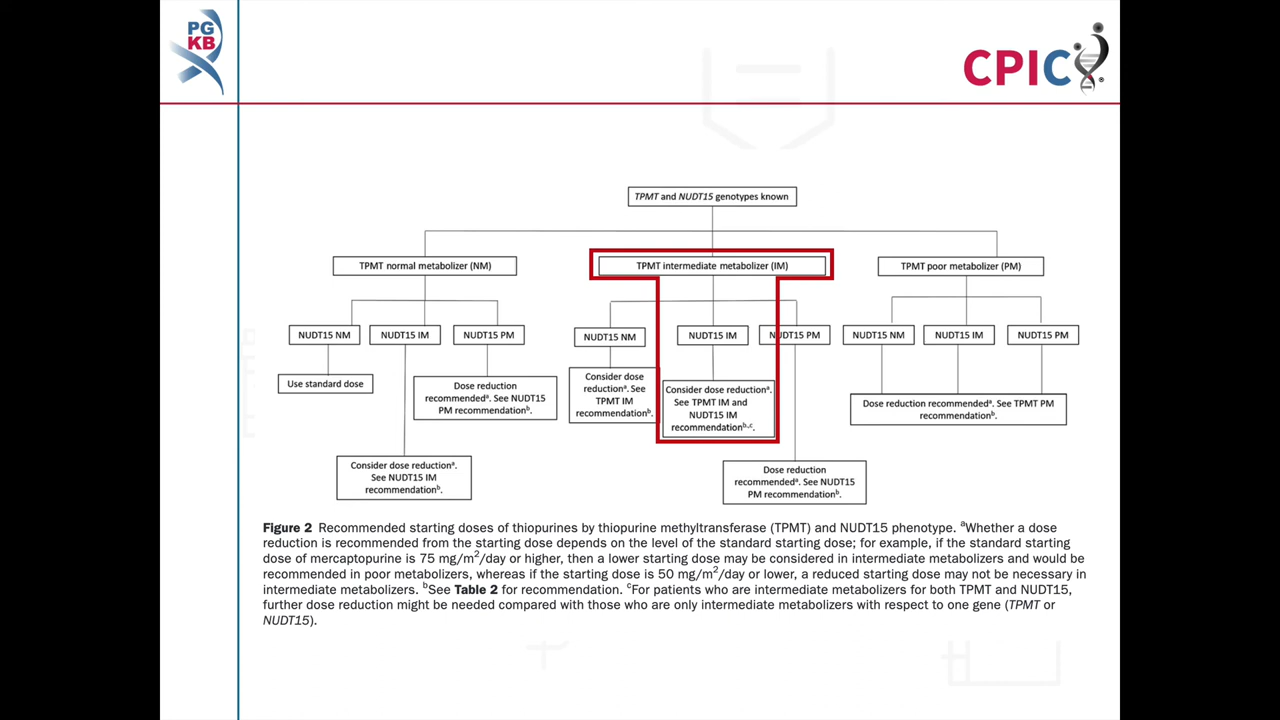 PG
KB
CPIC®
TPMT and NUDT15 genotypes known
TPMT normal metabolizer (NM)
TPMT intermediate metabolizer (IM)
TPMT poor metabolizer (PM)
NUDT15 NM
NUDT15 IM
NUDT15 PM
NUDT15 NM
NUDT15 IM
NUDT15 PM
NUDT15 NM
NUDT15 IM
NUDT15 PM
Use standard dose
Dose reduction
recommendedᵃ. See NUDT15
PM recommendationᵇ.
Consider dose
reductionᵃ. See
TPMT IM
recommendationᵇ.
Consider dose reductionᵃ.
See TPMT IM and
NUDT15 IM
recommendationᵇ,ᶜ.
Dose reduction recommendedᵃ. See TPMT PM
recommendationᵇ.
Consider dose reductionᵃ.
See NUDT15 IM
recommendationᵇ.
Dose reduction
recommendedᵃ. See NUDT15
PM recommendationᵇ.
Figure 2 Recommended starting doses of thiopurines by thiopurine methyltransferase (TPMT) and NUDT15 phenotype. ᵃWhether a dose
reduction is recommended from the starting dose depends on the level of the standard starting dose; for example, if the standard starting
dose of mercaptopurine is 75 mg/m²/day or higher, then a lower starting dose may be considered in intermediate metabolizers and would be
recommended in poor metabolizers, whereas if the starting dose is 50 mg/m²/day or lower, a reduced starting dose may not be necessary in
intermediate metabolizers. ᵇSee Table 2 for recommendation. ᶜFor patients who are intermediate metabolizers for both TPMT and NUDT15,
further dose reduction might be needed compared with those who are only intermediate metabolizers with respect to one gene (TPMT or
NUDT15).